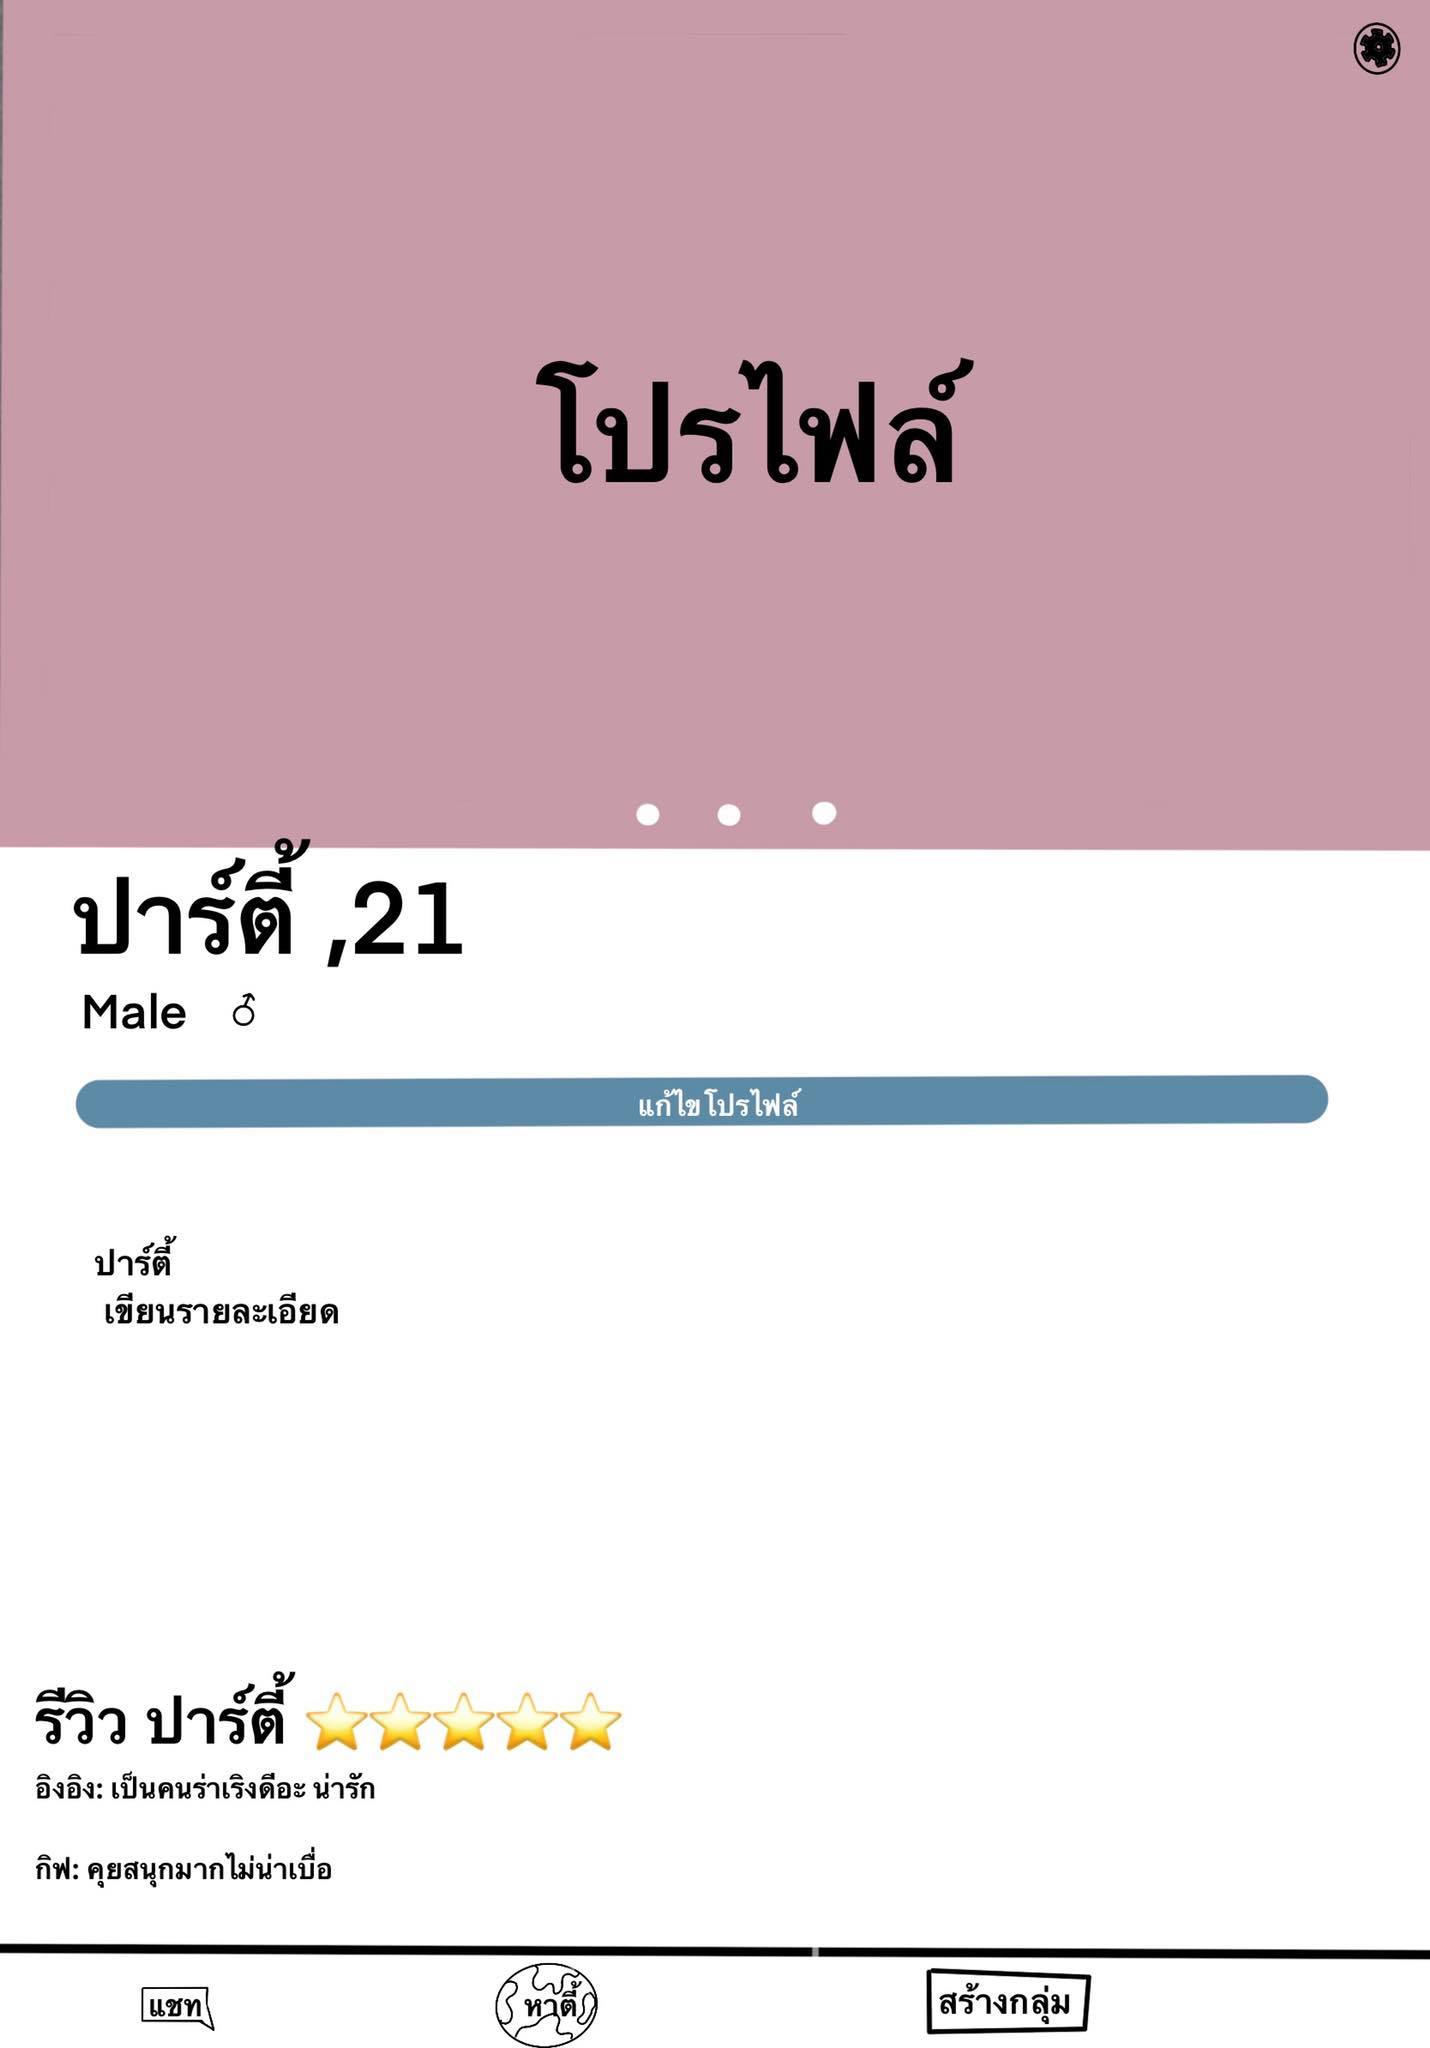 โปรไฟล์
ปาร์ตี้ ,21
Male ♂
แก้ไขโปรไฟล์
ปาร์ตี้
เขียนรายละเอียด
รีวิว ปาร์ตี้ ⭐⭐⭐⭐⭐
อิงอิง: เป็นคนร่าเริงดีอะ น่ารัก
กิฟ: คุยสนุกมากไม่น่าเบื่อ
แชท
หาตี้
สร้างกลุ่ม